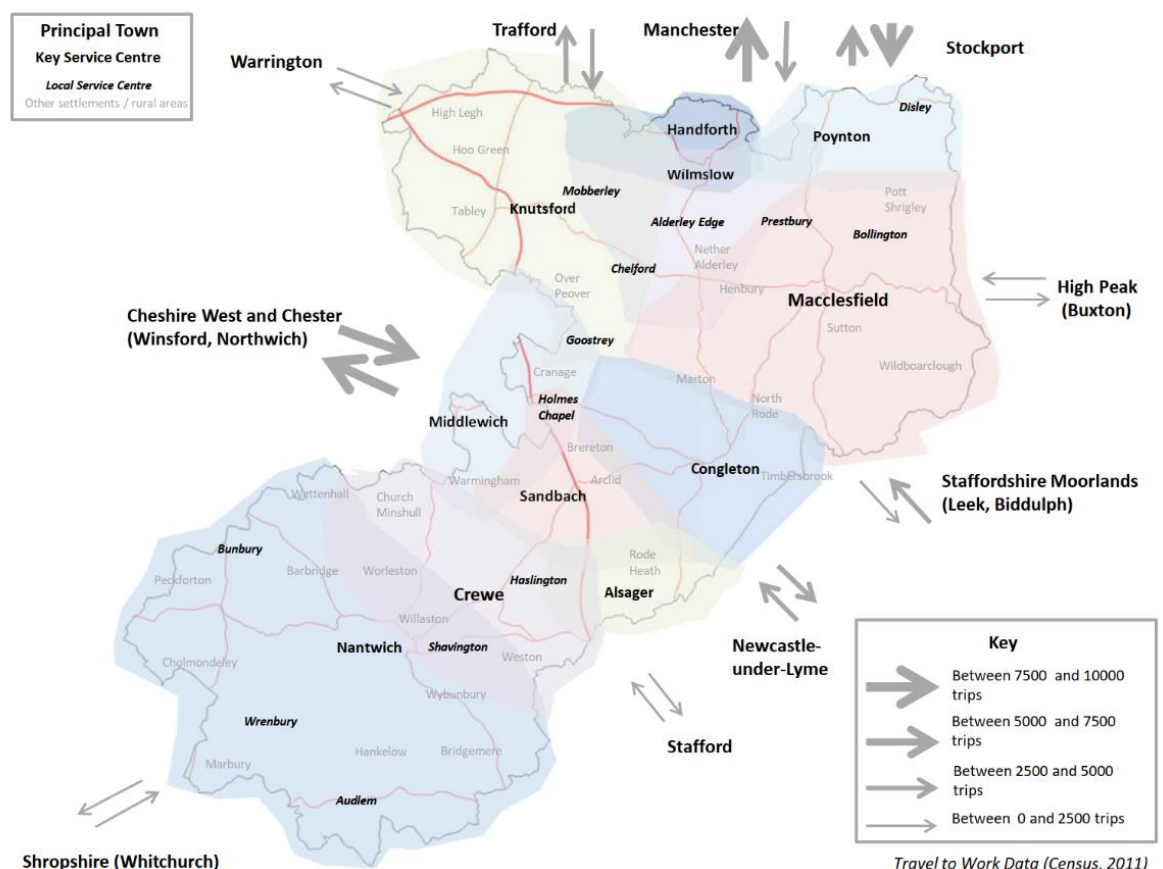 Principal Town
Key Service Centre
Local Service Centre
Other settlements / rural areas
Trafford
Manchester
Stockport
Warrington
Disley
High Legh
Handforth
Poynton
Hoo Green
Wilmslow
Mobberley
Pott
Shrigley
Tabley
Knutsford
Alderley Edge
Prestbury
Bollington
Nether
Alderley
Chelford
Over
Peover
Henbury
Macclesfield
High Peak
(Buxton)
Cheshire West and Chester
(Winsford, Northwich)
Sutton
Goostrey
Wildboarclough
Cranage
Marton
Holmes
Chapel
North
Rode
Middlewich
Brereton
Congleton
Timbersbrook
Warmingham
Arclid
Staffordshire Moorlands
(Leek, Biddulph)
Sandbach
Wettenhall
Church
Minshull
Bunbury
Rode
Heath
Peckforton
Barbridge
Worleston
Haslington
Crewe
Alsager
Willaston
Nantwich
Shavington
Weston
Newcastle-
under-Lyme
Cholmondeley
Wybunbury
Wrenbury
Stafford
Hankelow
Bridgemere
Marbury
Audlem
Shropshire (Whitchurch)
Key
Between 7500 and 10000
trips
Between 5000 and 7500
trips
Between 2500 and 5000
trips
Between 0 and 2500 trips
Travel to Work Data (Census, 2011)